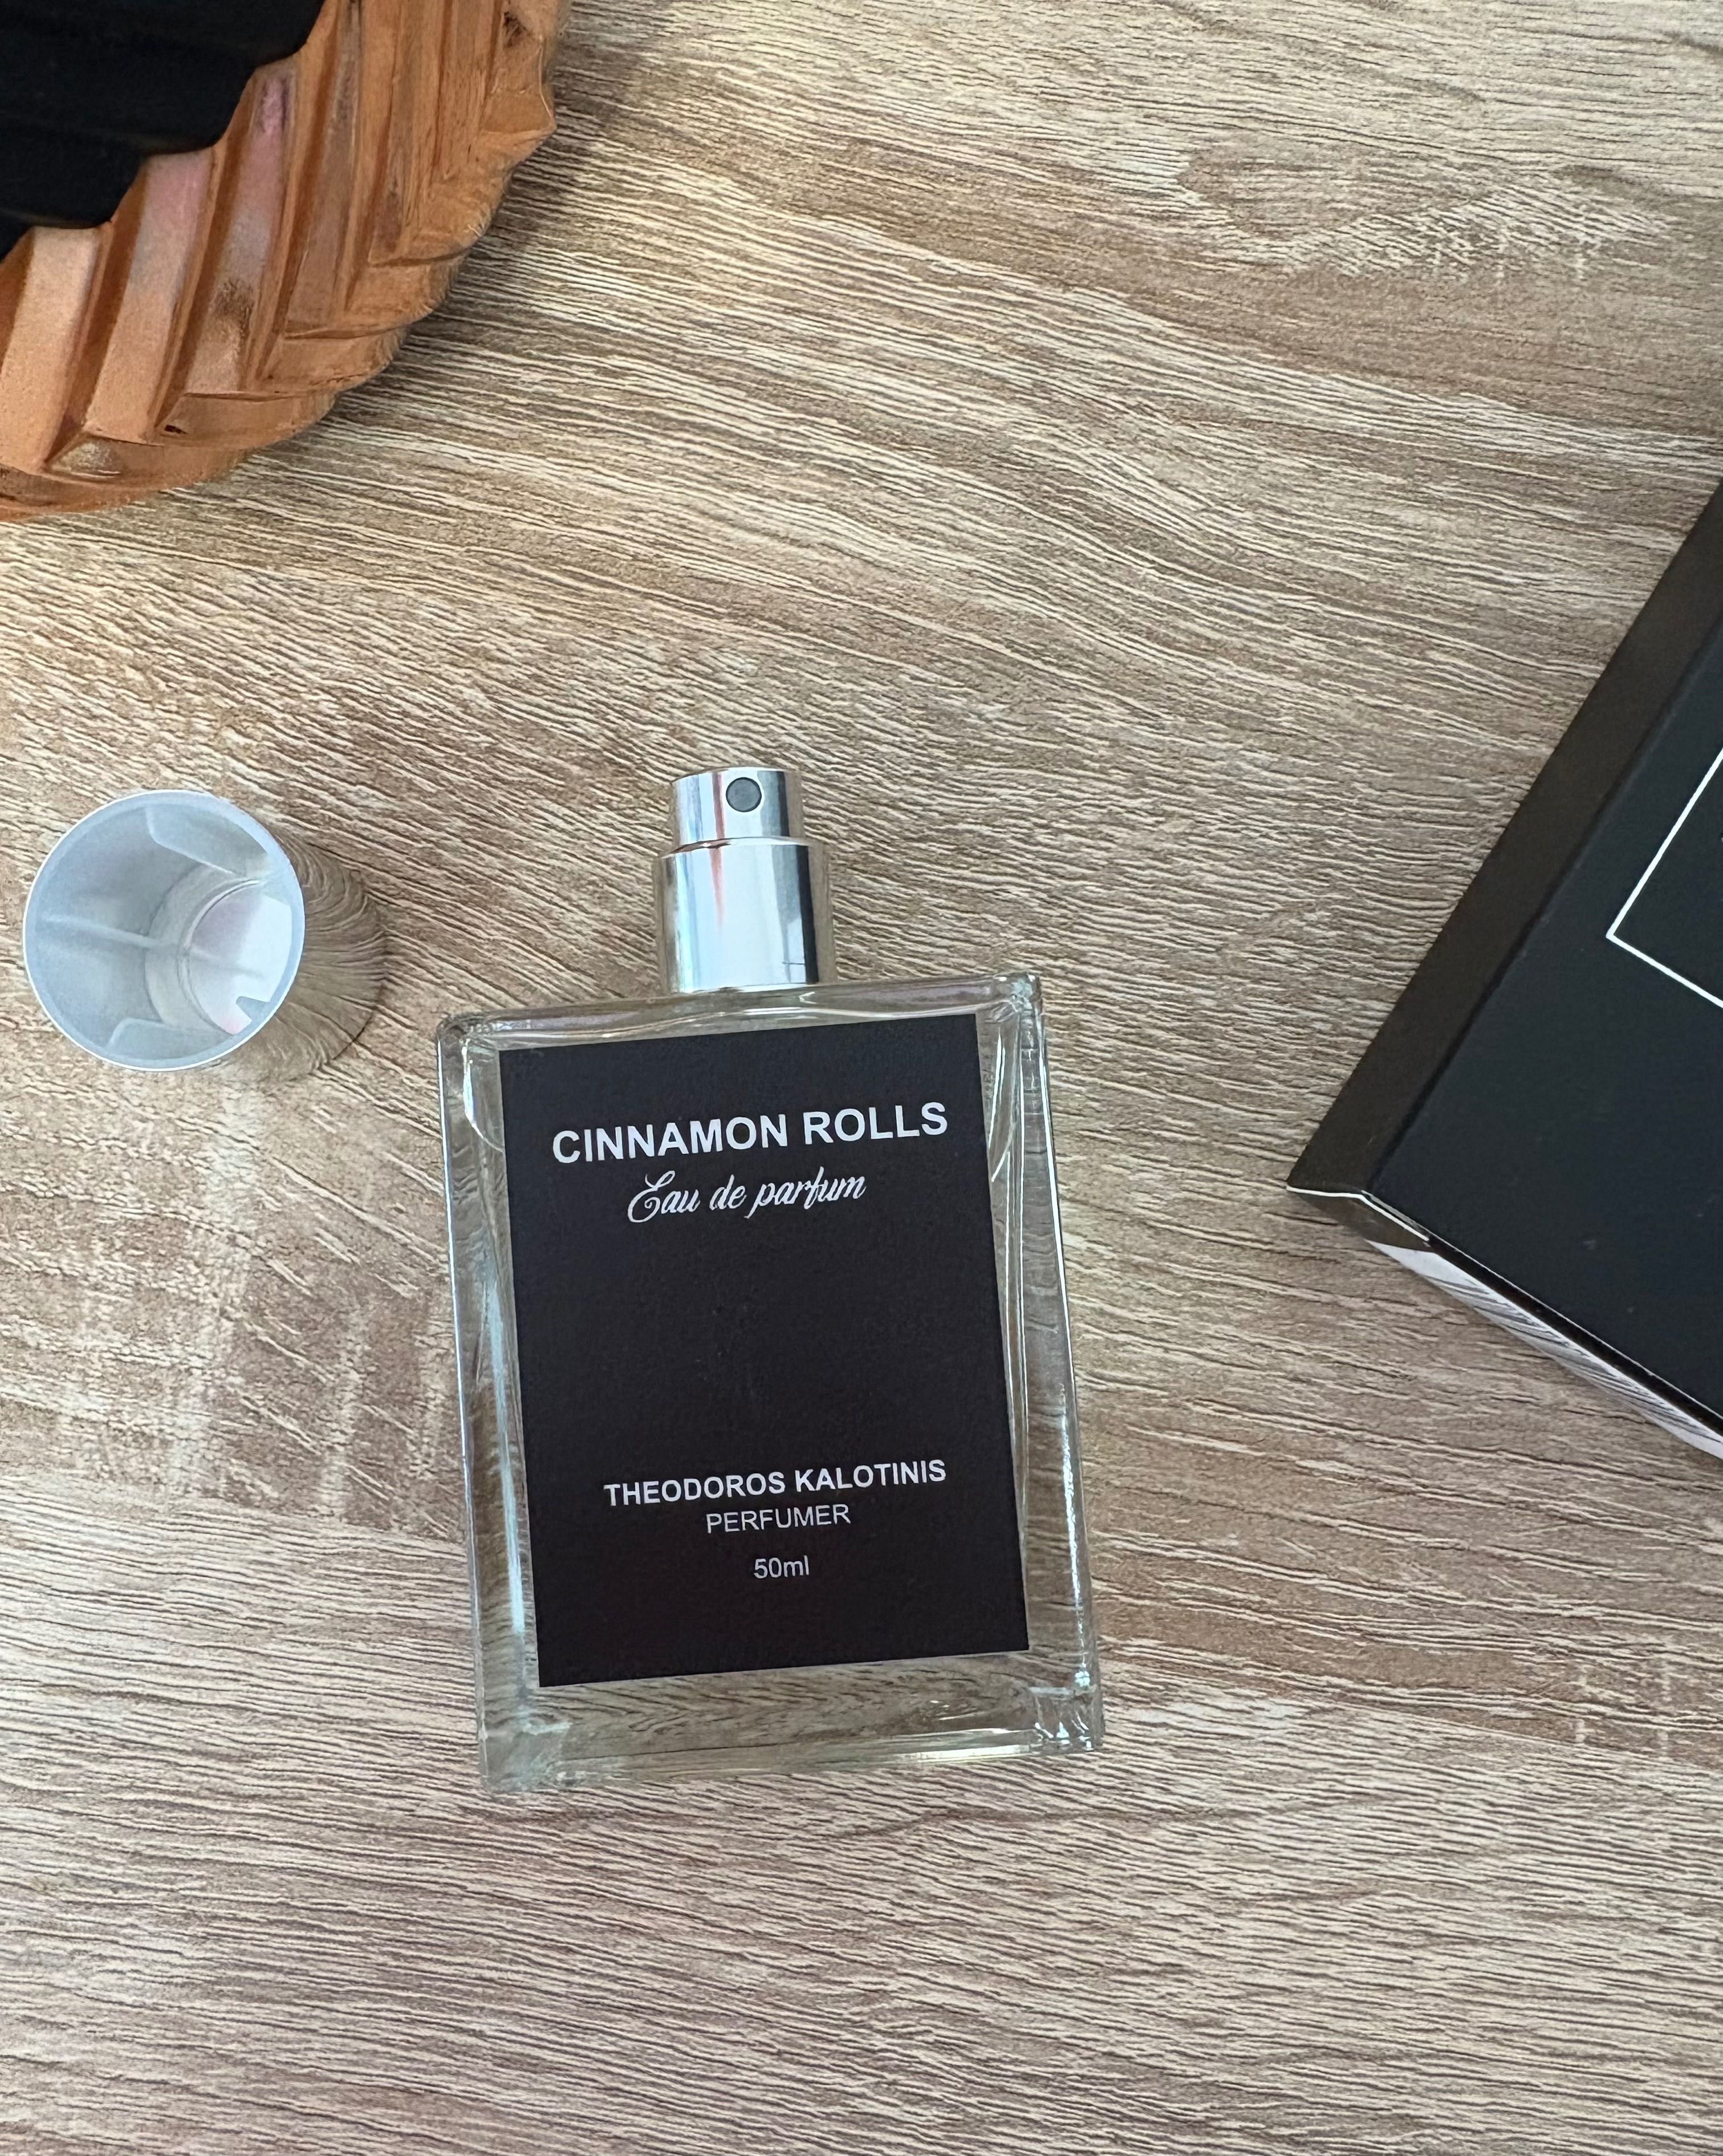 CINNAMON ROLLS
Eau de parfum
THEODOROS KALOTINIS
PERFUMER
50ml